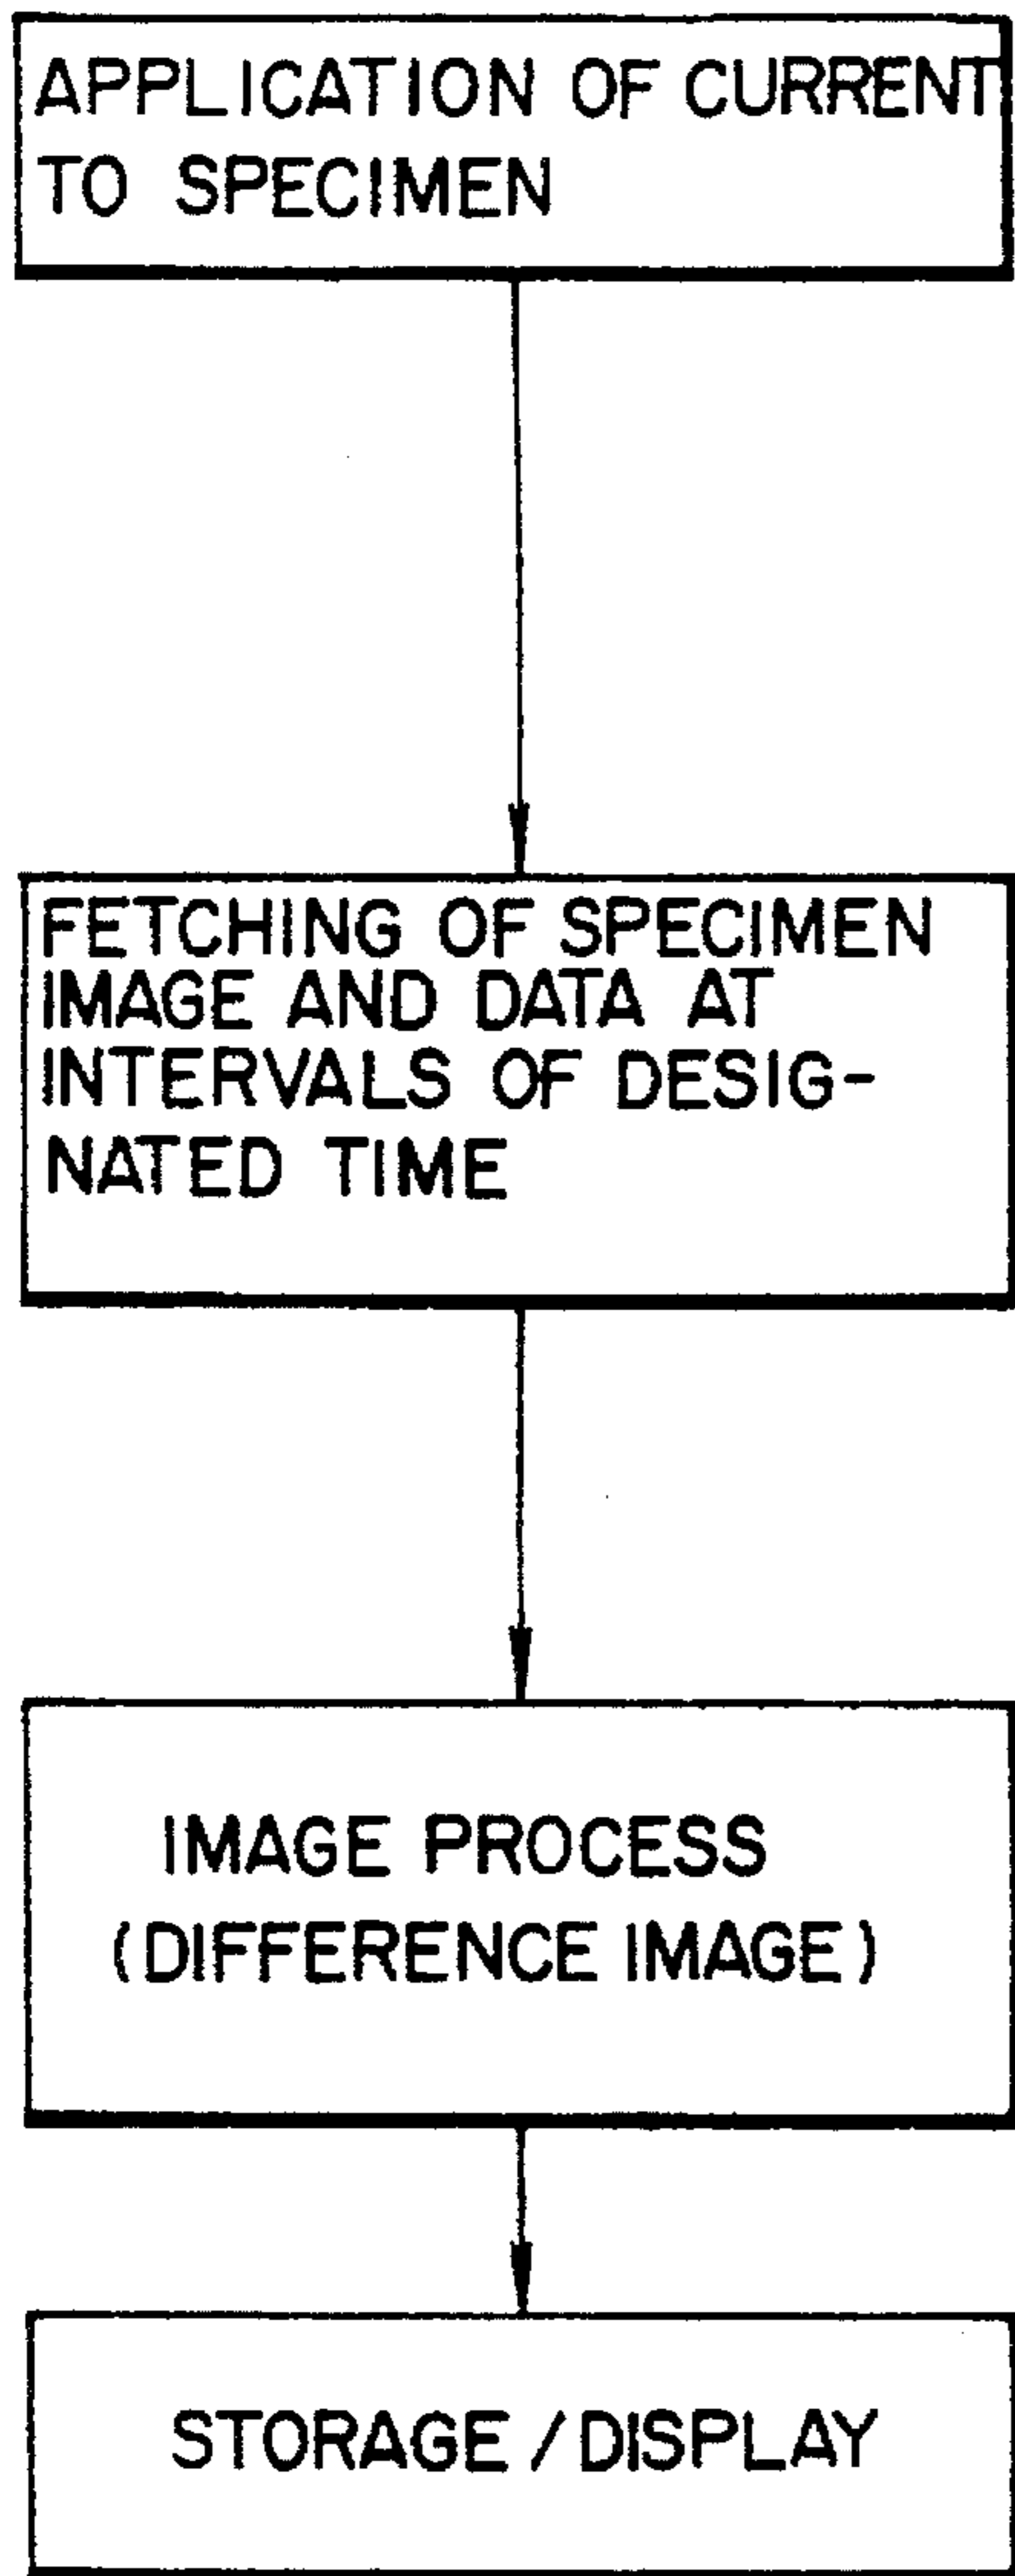 APPLICATION OF CURRENT
TO SPECIMEN
FETCHING OF SPECIMEN
IMAGE AND DATA AT
INTERVALS OF DESIG-
NATED TIME
IMAGE PROCESS
(DIFFERENCE IMAGE)
STORAGE / DISPLAY